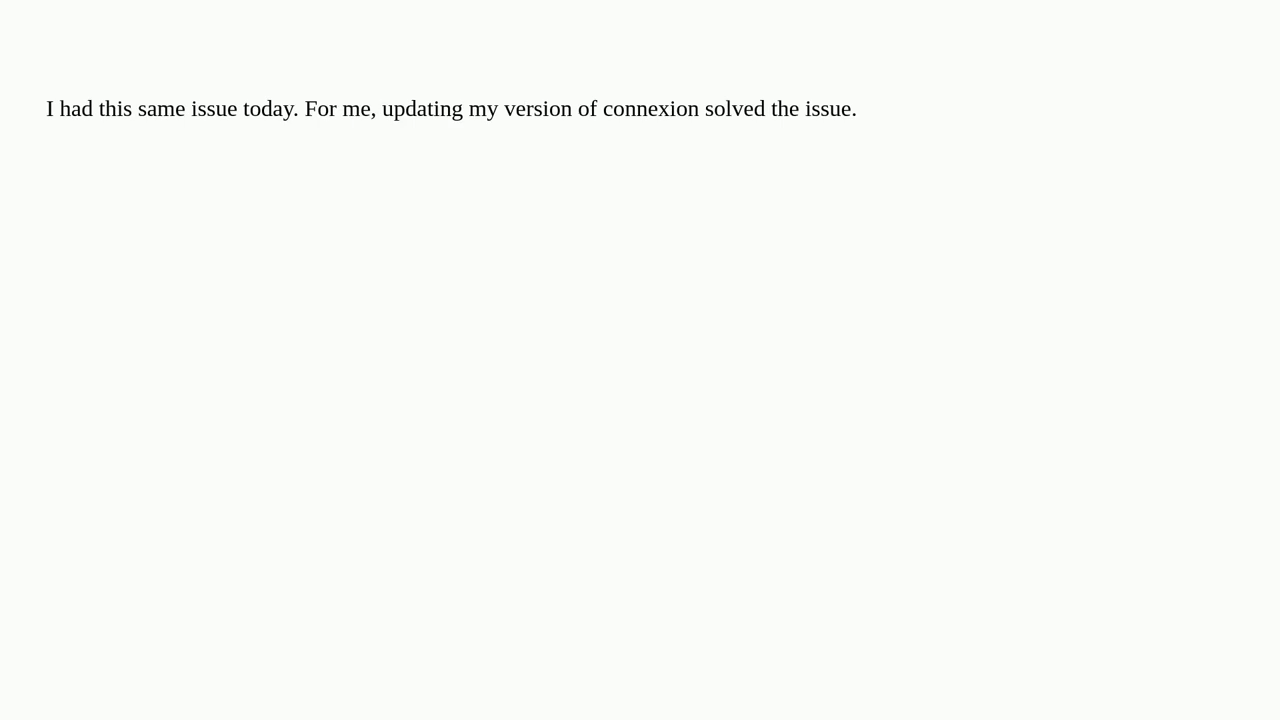 I had this same issue today. For me, updating my version of connexion solved the issue.